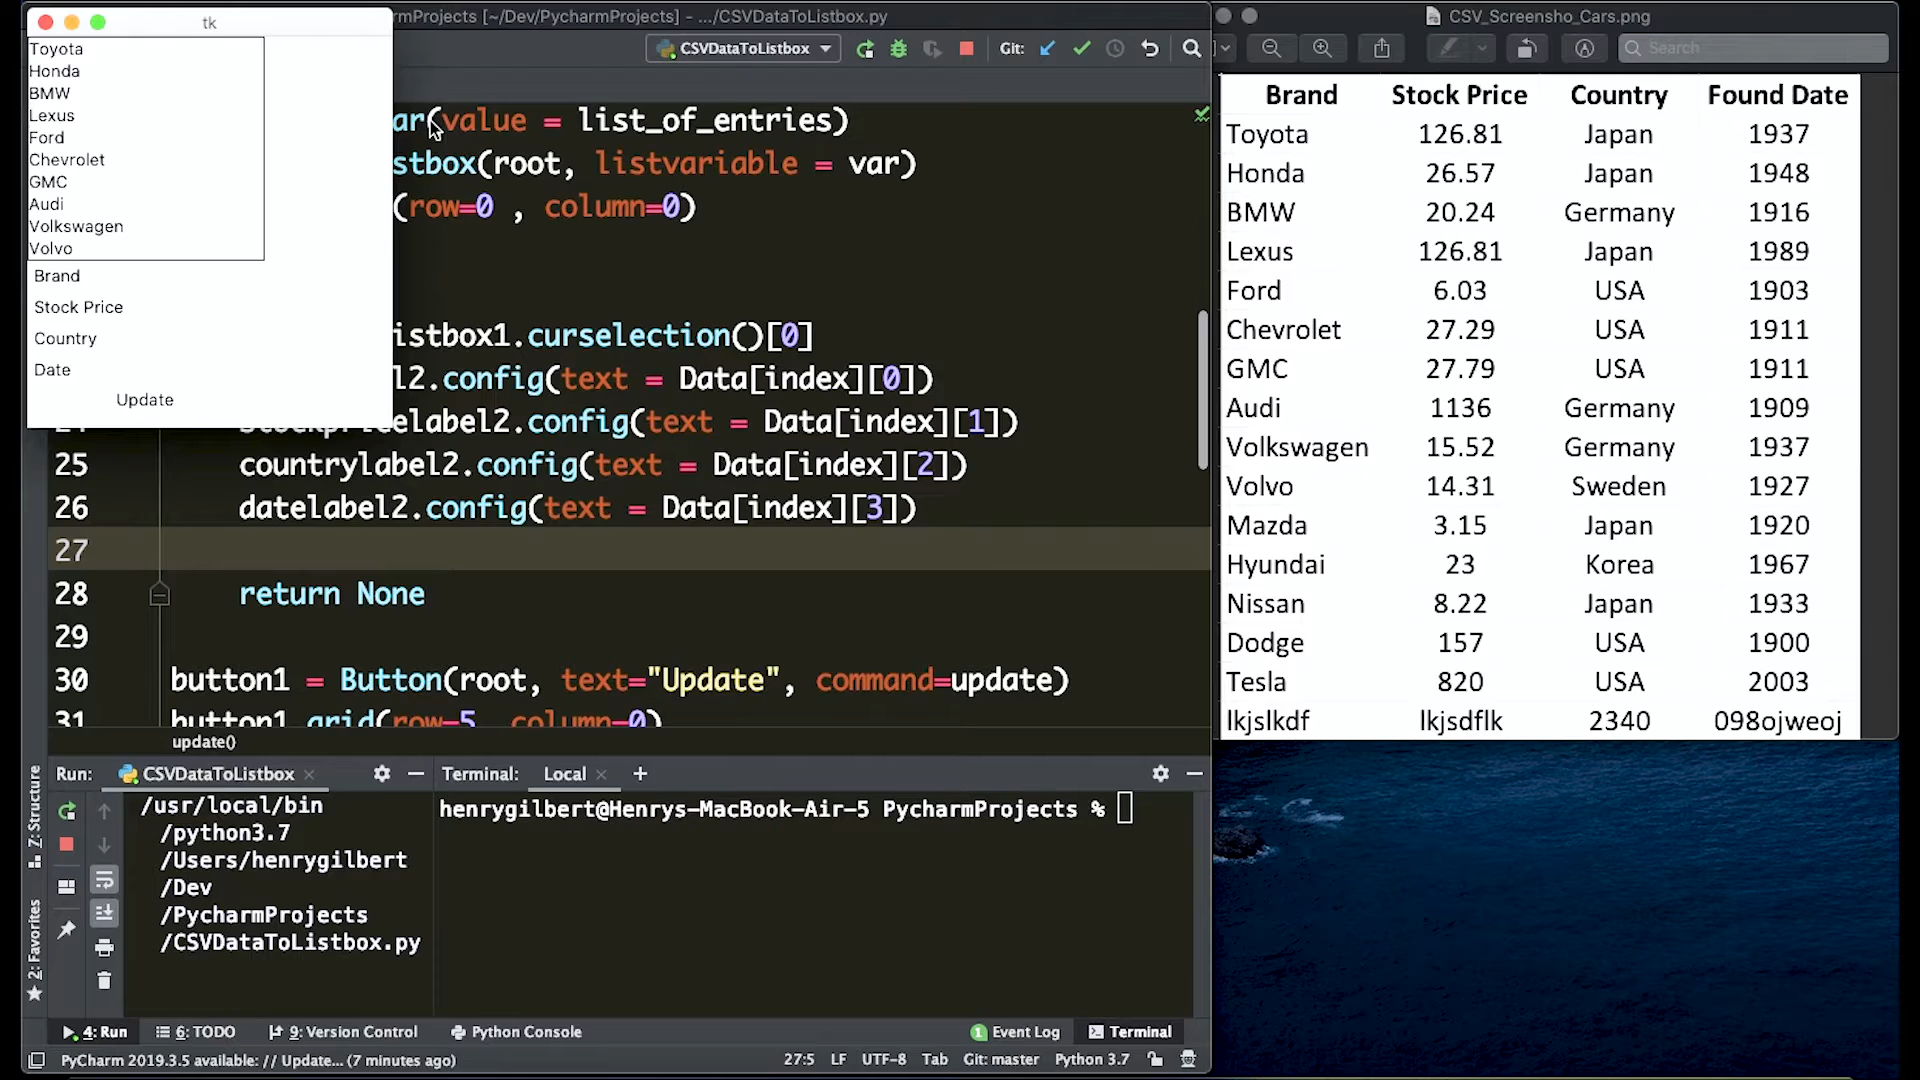 tk
Toyota
Honda
BMW
Lexus
Ford
Chevrolet
GMC
Audi
Volkswagen
Volvo
Brand
Stock Price
Country
Date
Update
rmProjects [~/Dev/PycharmProjects] - .../CSVDataToListbox.py
CSVDataToListbox
Git:
ar(value = list_of_entries)
stbox(root, listvariable = var)
(row=0 , column=0)
istbox1.curselection()[0]
l2.config(text = Data[index][0])
elabel2.config(text = Data[index][1])
25 countrylabel2.config(text = Data[index][2])
26 datelabel2.config(text = Data[index][3])
27
28 return None
29
30 button1 = Button(root, text="Update", command=update)
31 button1.grid(row=5, column=0)
update()
Run: CSVDataToListbox
/usr/local/bin
/python3.7
/Users/henrygilbert
/Dev
/PycharmProjects
/CSVDataToListbox.py
Terminal: Local +
henrygilbert@Henrys-MacBook-Air-5 PycharmProjects %
Z: Structure
2: Favorites
4: Run
6: TODO
9: Version Control
Python Console
1 Event Log
Terminal
PyCharm 2019.3.5 available: // Update... (7 minutes ago)
27:5 LF UTF-8 Tab Git: master Python 3.7
CSV_Screensho_Cars.png
Search
Brand Stock Price Country Found Date
Toyota 126.81 Japan 1937
Honda 26.57 Japan 1948
BMW 20.24 Germany 1916
Lexus 126.81 Japan 1989
Ford 6.03 USA 1903
Chevrolet 27.29 USA 1911
GMC 27.79 USA 1911
Audi 1136 Germany 1909
Volkswagen 15.52 Germany 1937
Volvo 14.31 Sweden 1927
Mazda 3.15 Japan 1920
Hyundai 23 Korea 1967
Nissan 8.22 Japan 1933
Dodge 157 USA 1900
Tesla 820 USA 2003
lkjslkdf lkjsdflk 2340 098ojweoj